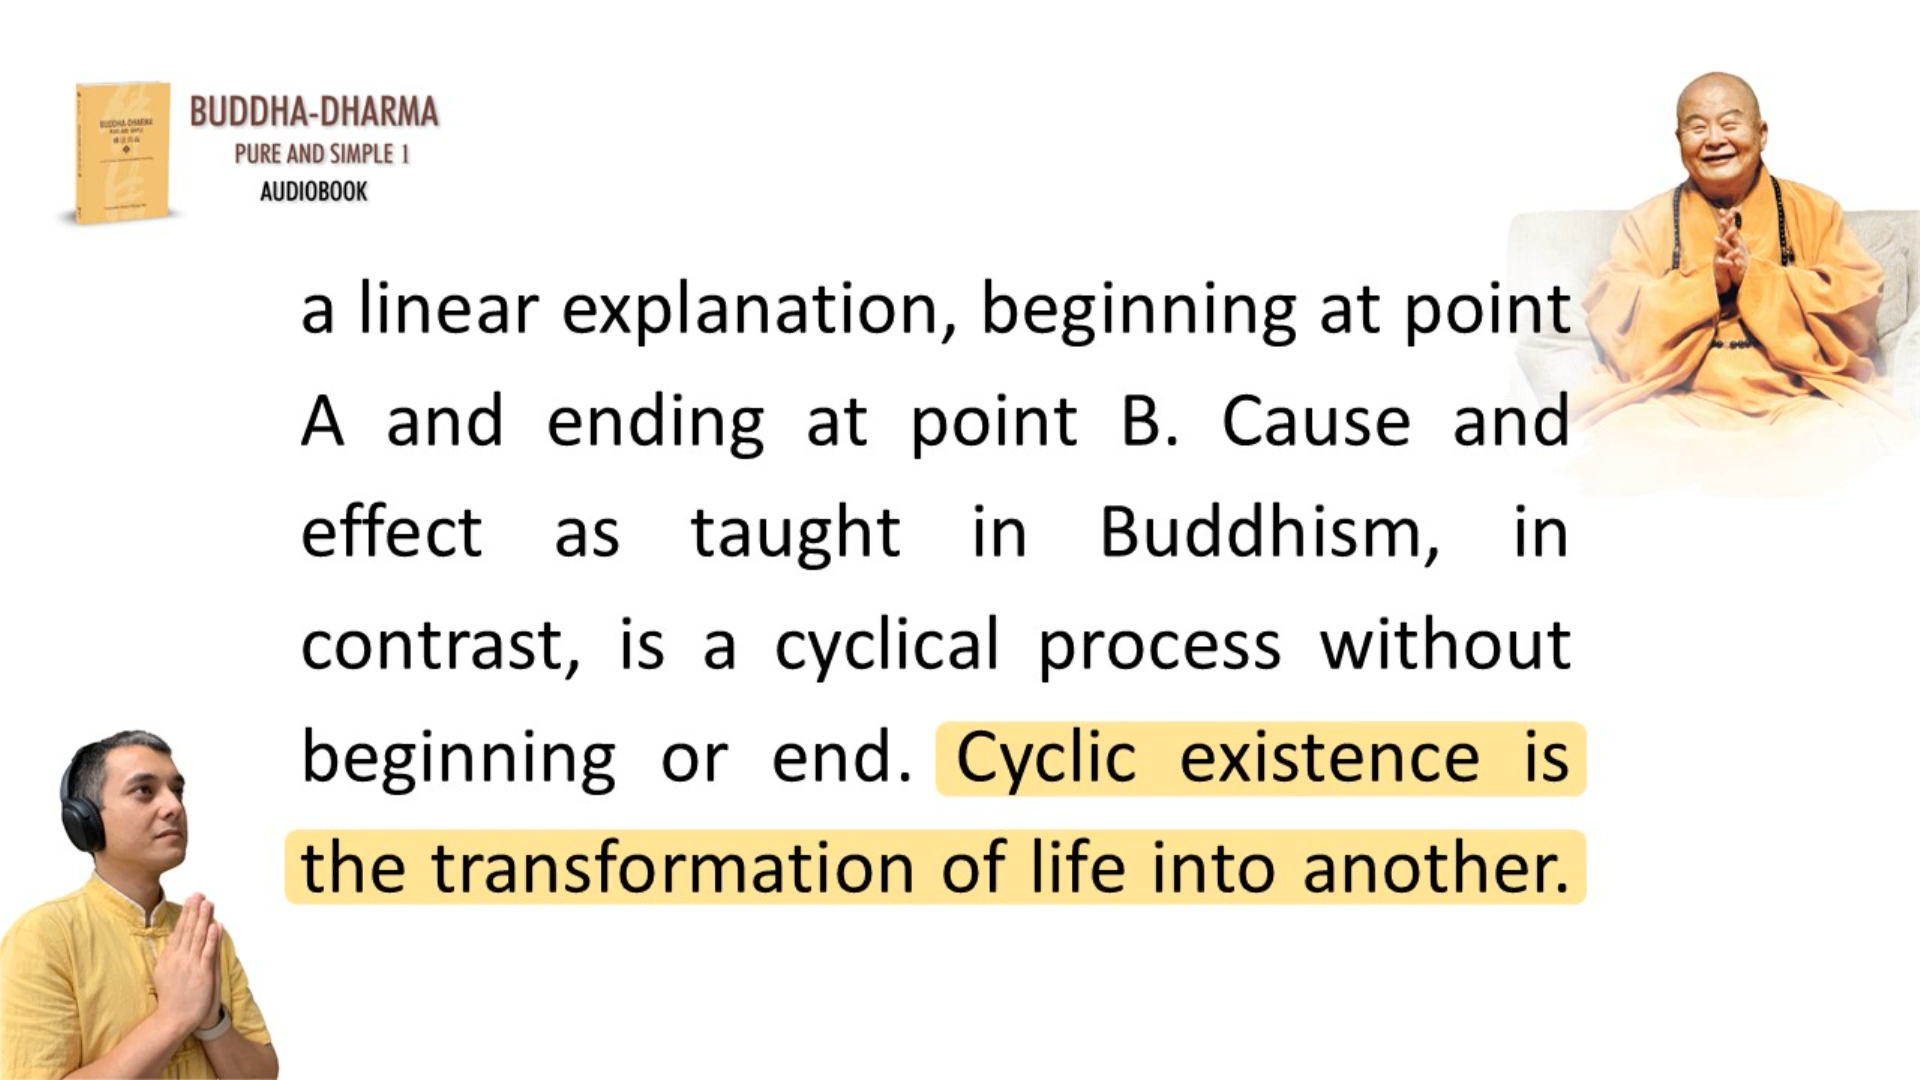 BUDDHA-DHARMA
PURE AND SIMPLE 1
AUDIOBOOK
BUDDHA-DHARMA
a linear explanation, beginning at point
A and ending at point B. Cause and
effect as taught in Buddhism, in
contrast, is a cyclical process without
beginning or end. Cyclic existence is
the transformation of life into another.